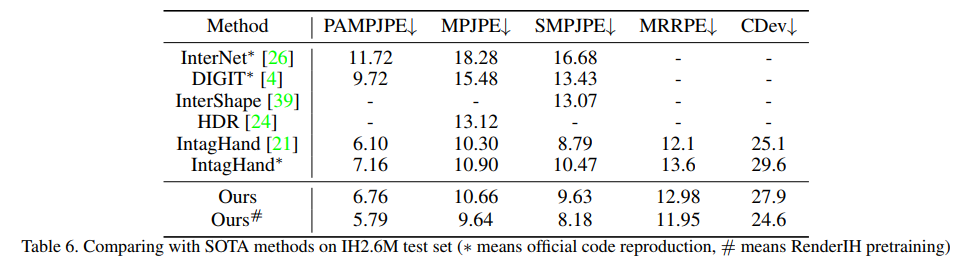 Method PAMPJPE↓ MPJPE↓ SMPJPE↓ MRRPE↓ CDev↓
InterNet* [26] 11.72 18.28 16.68 - -
DIGIT* [4] 9.72 15.48 13.43 - -
InterShape [39] - - 13.07 - -
HDR [24] - 13.12 - - -
IntagHand [21] 6.10 10.30 8.79 12.1 25.1
IntagHand* 7.16 10.90 10.47 13.6 29.6
Ours 6.76 10.66 9.63 12.98 27.9
Ours# 5.79 9.64 8.18 11.95 24.6
Table 6. Comparing with SOTA methods on IH2.6M test set (* means official code reproduction, # means RenderIH pretraining)